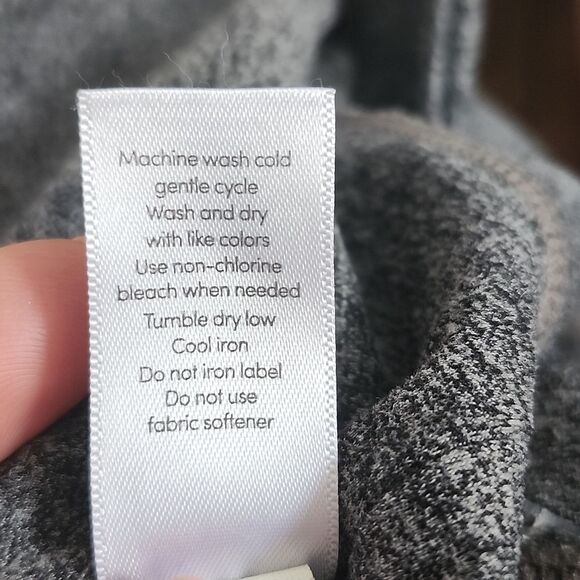 Machine wash cold
gentle cycle
Wash and dry
with like colors
Use non-chlorine
bleach when needed
Tumble dry low
Cool iron
Do not iron label
Do not use
fabric softener